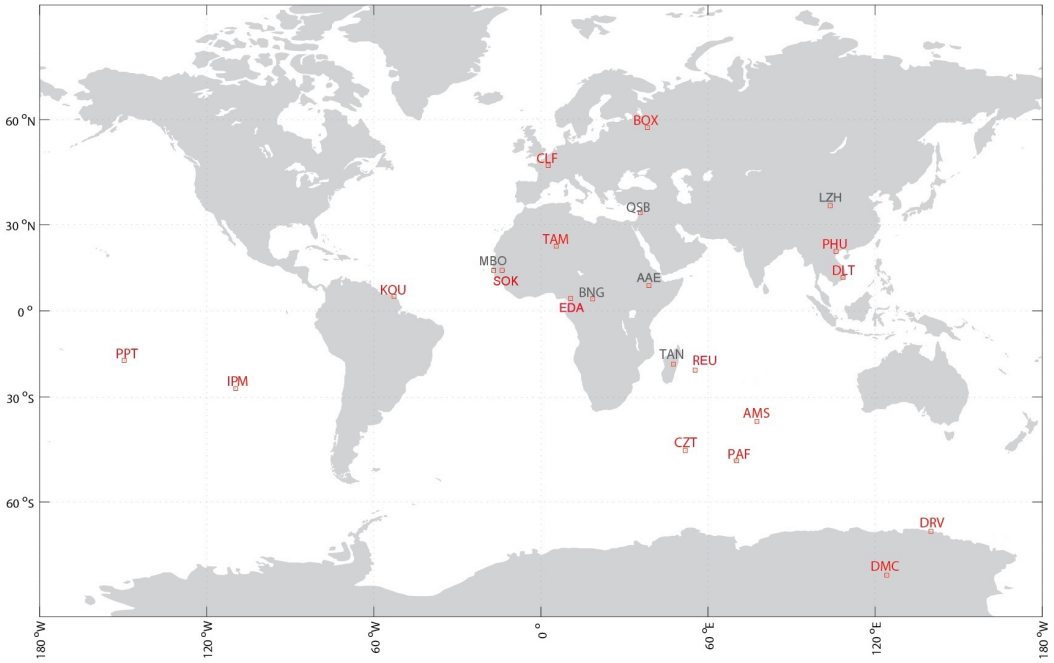 60 °N
BOX
CLF
LZH
QSB
30 °N
TAM
PHU
MBO
DLT
SOK
AAE
BNG
KOU
EDA
0 °
PPT
TAN
REU
IPM
30 °S
AMS
CZT
PAF
60 °S
DRV
DMC
180 °W
120 °W
60 °W
0 °
60 °E
120 °E
180 °W